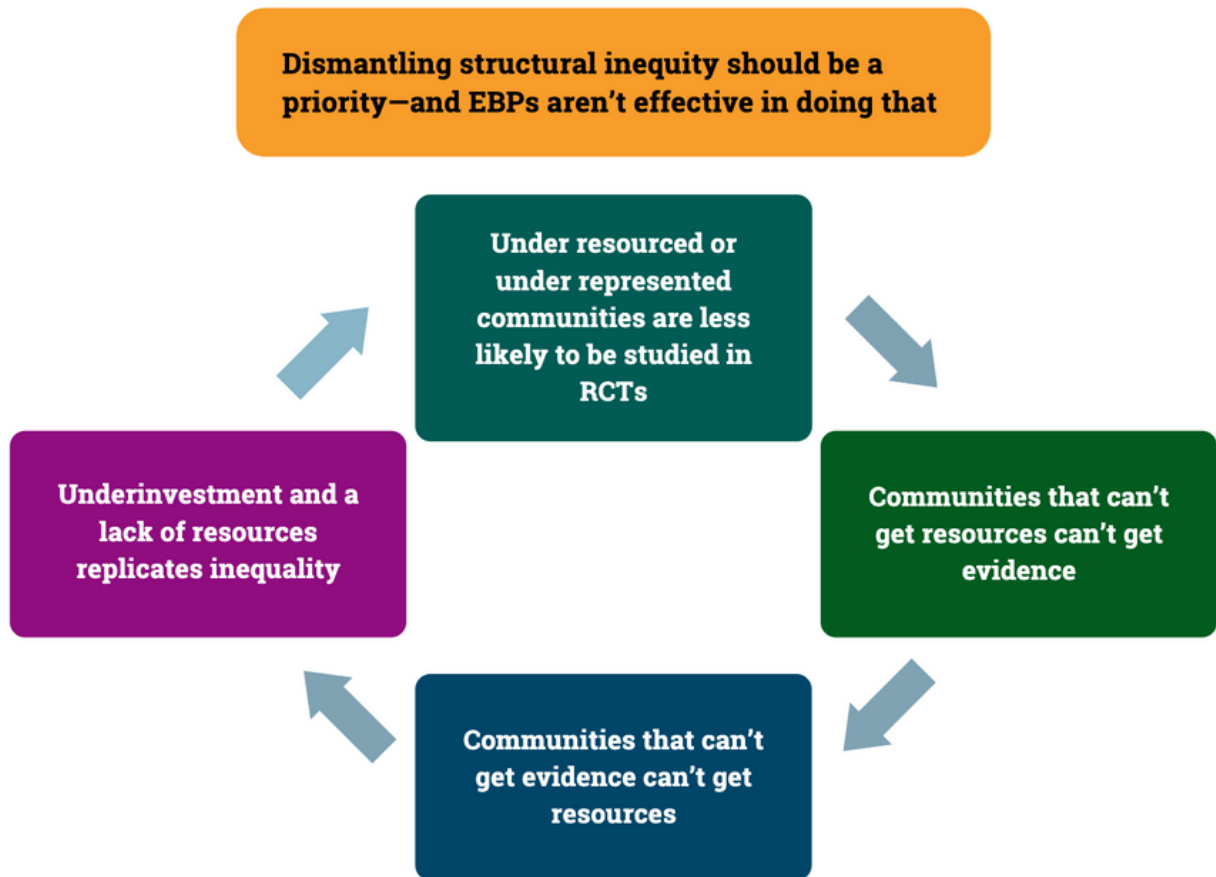 Dismantling structural inequity should be a
priority—and EBPs aren’t effective in doing that
Under resourced or
under represented
communities are less
likely to be studied in
RCTs
Communities that can’t
get resources can’t get
evidence
Communities that can’t
get evidence can’t get
resources
Underinvestment and a
lack of resources
replicates inequality